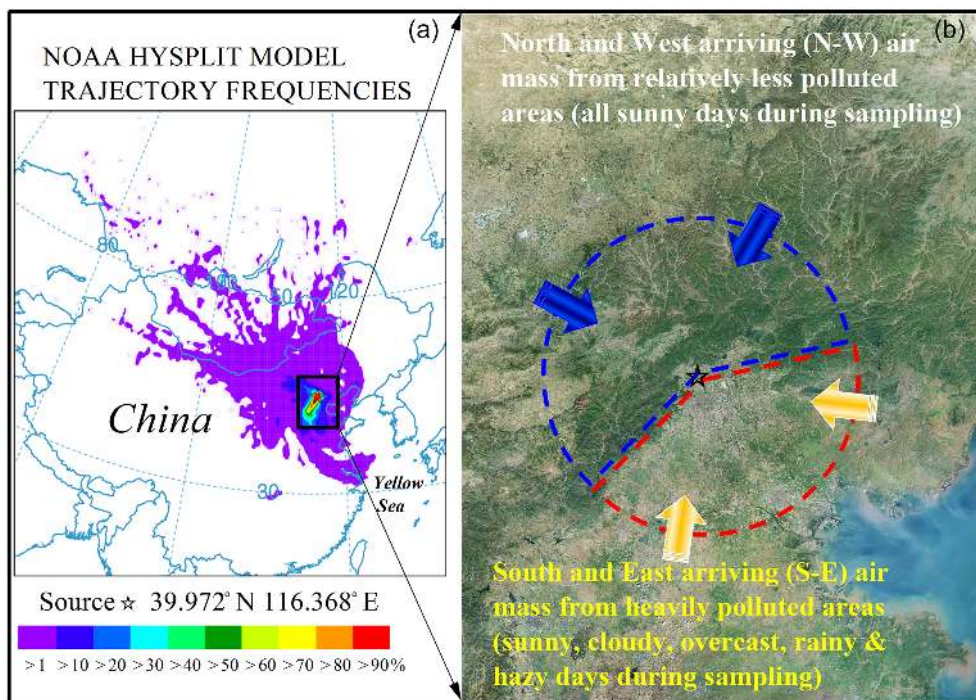 (a)
NOAA HYSPLIT MODEL
TRAJECTORY FREQUENCIES
80
120
China
30
Yellow
Sea
Source ☆ 39.972° N 116.368° E
>1 >10 >20 >30 >40 >50 >60 >70 >80 >90%
(b)
North and West arriving (N-W) air
mass from relatively less polluted
areas (all sunny days during sampling)
South and East arriving (S-E) air
mass from heavily polluted areas
(sunny, cloudy, overcast, rainy &
hazy days during sampling)